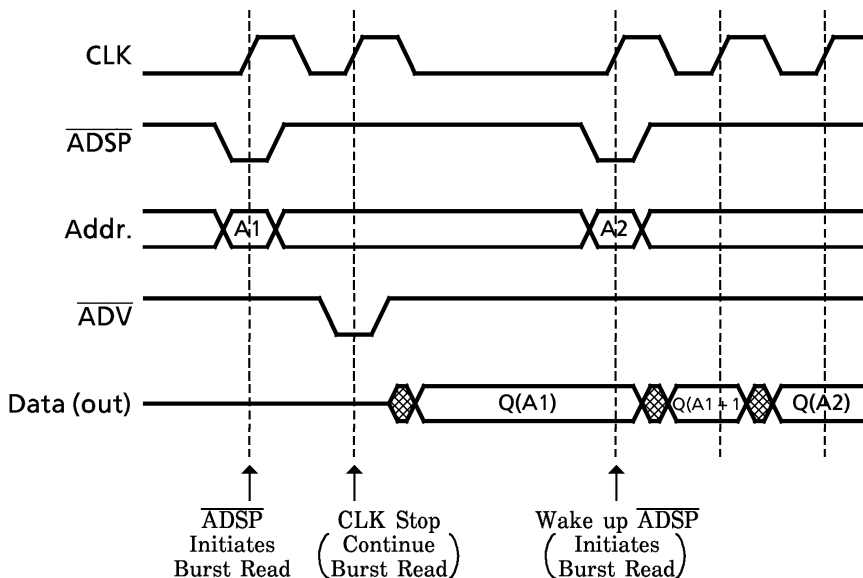 CLK
ADSP
Addr.
A1
A2
ADV
Data (out)
Q(A1)
Q(A1 + 1
Q(A2)
ADSP
Initiates
Burst Read
CLK Stop
( Continue
Burst Read )
Wake up ADSP
( Initiates
Burst Read )